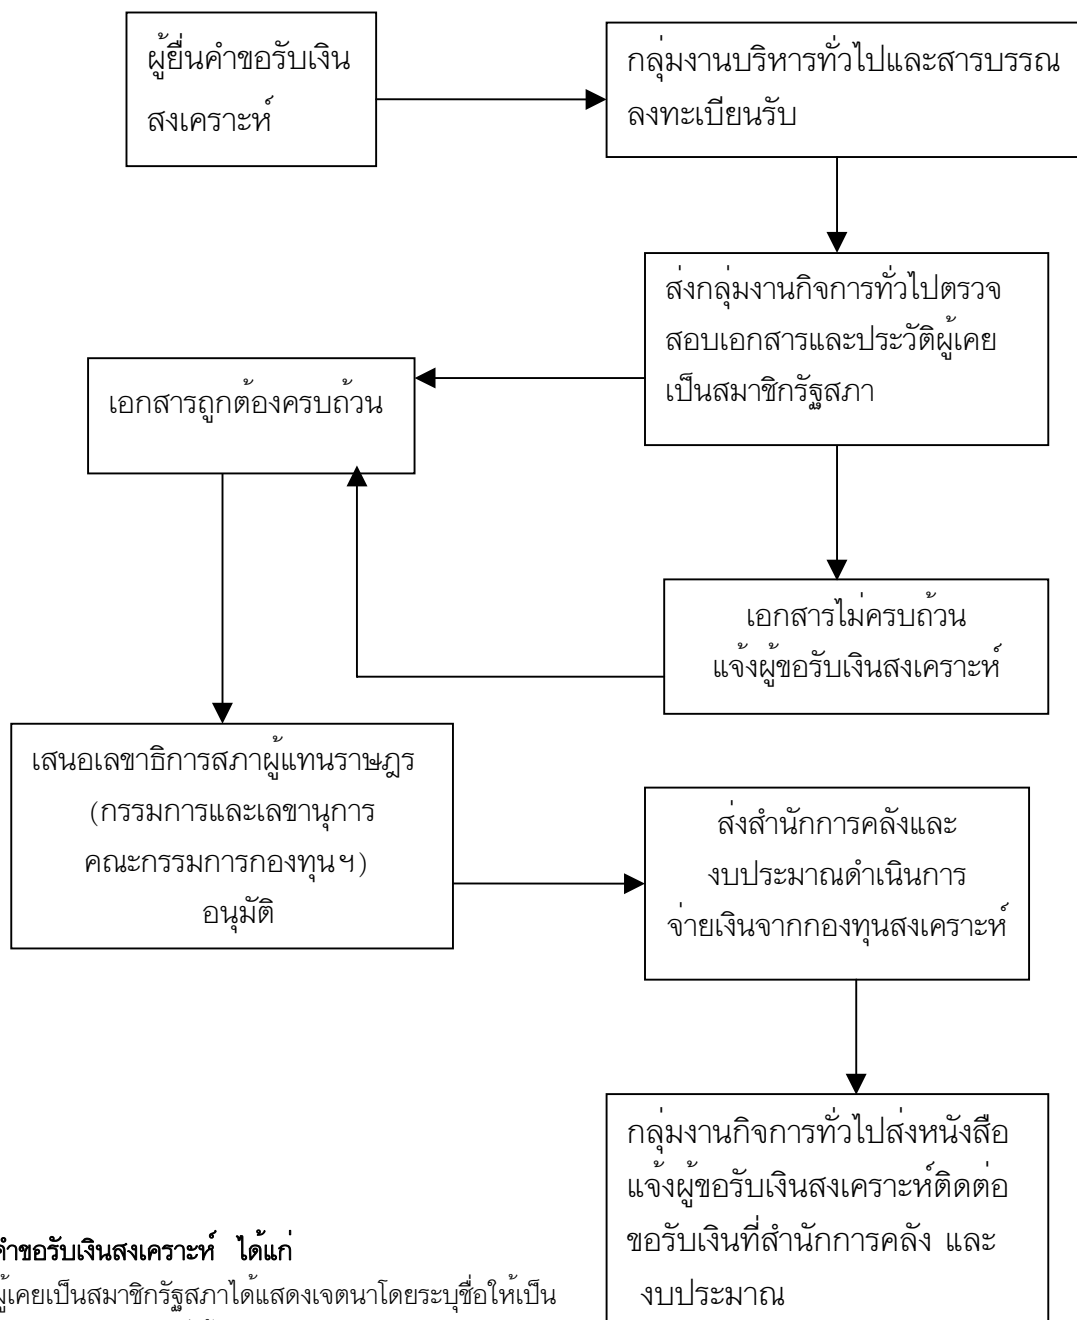 ผู้ยื่นคำขอรับเงิน
สงเคราะห์
กลุ่มงานบริหารทั่วไปและสารบรรณ
ลงทะเบียนรับ
ส่งกลุ่มงานกิจการทั่วไปตรวจ
สอบเอกสารและประวัติผู้เคย
เป็นสมาชิกรัฐสภา
เอกสารถูกต้องครบถ้วน
เอกสารไม่ครบถ้วน
แจ้งผู้ขอรับเงินสงเคราะห์
เสนอเลขาธิการสภาผู้แทนราษฎร
(กรรมการและเลขานุการ
คณะกรรมการกองทุนฯ)
อนุมัติ
ส่งสำนักการคลังและ
งบประมาณดำเนินการ
จ่ายเงินจากกองทุนสงเคราะห์
กลุ่มงานกิจการทั่วไปส่งหนังสือ
แจ้งผู้ขอรับเงินสงเคราะห์ติดต่อ
ขอรับเงินที่สำนักการคลัง และ
งบประมาณ
คำขอรับเงินสงเคราะห์ ได้แก่
ผู้เคยเป็นสมาชิกรัฐสภาได้แสดงเจตนาโดยระบุชื่อให้เป็น